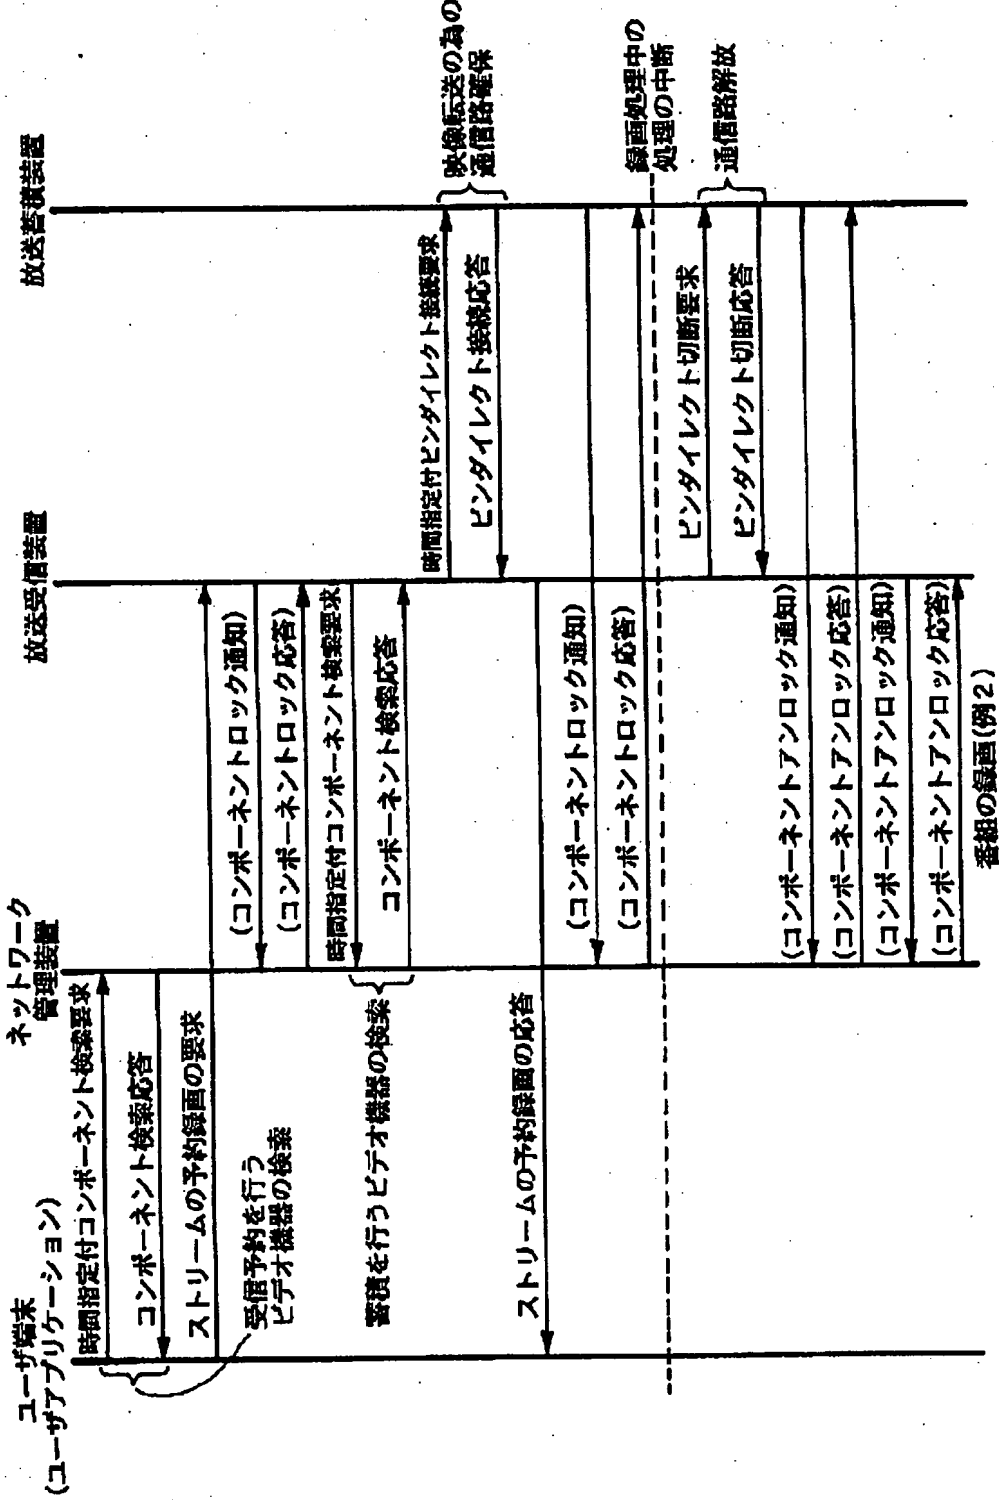 ユーザ端末
(ユーザアプリケーション)
ネットワーク
管理装置
放送受信装置
放送蓄積装置
時間指定付コンポーネント検索要求
コンポーネント検索応答
ストリームの予約録画の要求
受信予約を行う
ビデオ機器の検索
(コンポーネントロック通知)
(コンポーネントロック応答)
時間指定付コンポーネント検索要求
コンポーネント検索応答
蓄積を行うビデオ機器の検索
時間指定付ピンダイレクト接続要求
ピンダイレクト接続応答
映像転送の為の
通信路確保
ストリームの予約録画の応答
(コンポーネントロック通知)
(コンポーネントロック応答)
録画処理中の
処理の中断
ピンダイレクト切断要求
ピンダイレクト切断応答
通信路解放
(コンポーネントアンロック通知)
(コンポーネントアンロック応答)
(コンポーネントアンロック通知)
(コンポーネントアンロック応答)
番組の録画(例2)